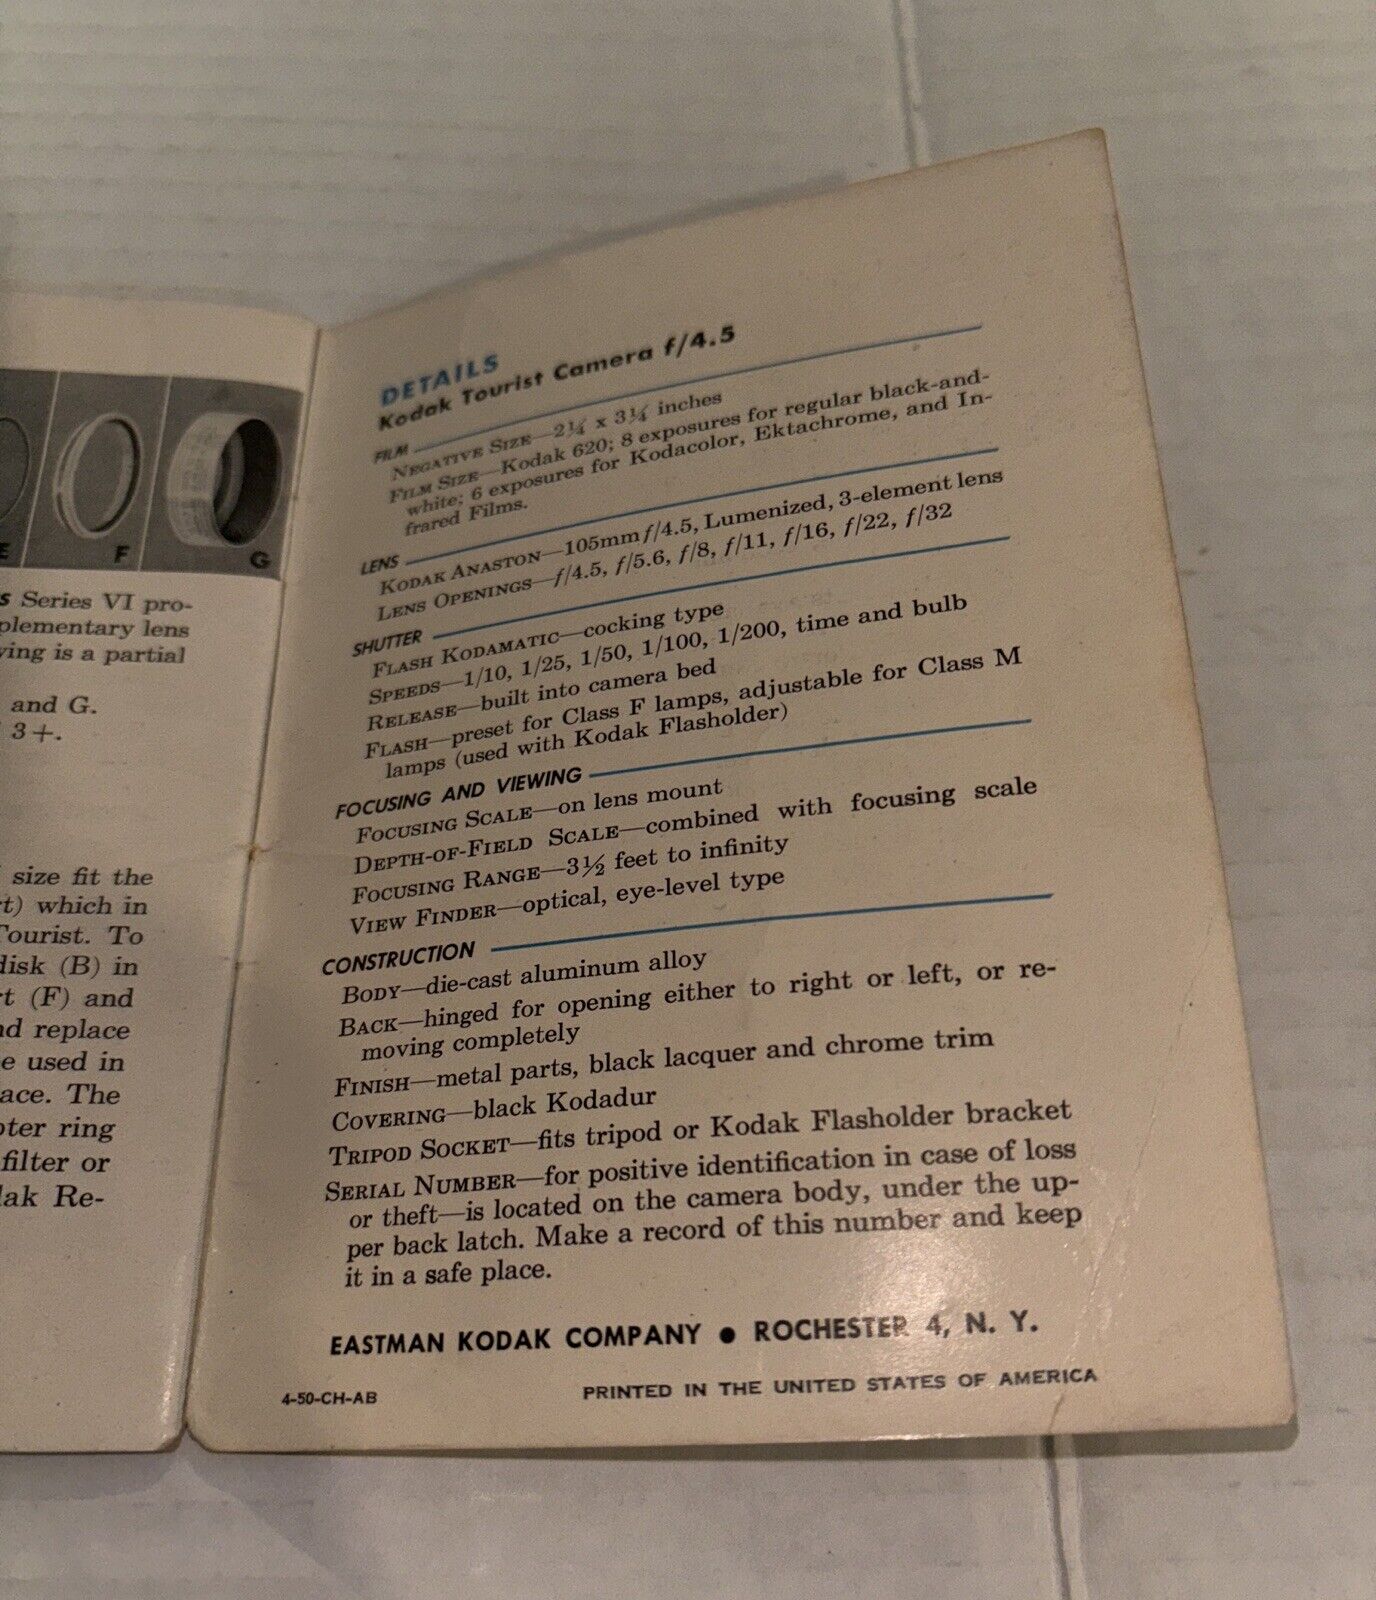 E
F
G
s Series VI pro-
plementary lens
ving is a partial
and G.
3+.
size fit the
t) which in
Tourist. To
disk (B) in
t (F) and
nd replace
e used in
ace. The
pter ring
filter or
dak Re-
DETAILS
Kodak Tourist Camera f/4.5
FILM
NEGATIVE SIZE—2¼ x 3¼ inches
FILM SIZE—Kodak 620; 8 exposures for regular black-and-
white; 6 exposures for Kodacolor, Ektachrome, and In-
frared Films.
LENS
KODAK ANASTON—105mm f/4.5, Lumenized, 3-element lens
LENS OPENINGS—f/4.5, f/5.6, f/8, f/11, f/16, f/22, f/32
SHUTTER
FLASH KODAMATIC—cocking type
SPEEDS—1/10, 1/25, 1/50, 1/100, 1/200, time and bulb
RELEASE—built into camera bed
FLASH—preset for Class F lamps, adjustable for Class M
lamps (used with Kodak Flasholder)
FOCUSING AND VIEWING
FOCUSING SCALE—on lens mount
DEPTH-OF-FIELD SCALE—combined with focusing scale
FOCUSING RANGE—3½ feet to infinity
VIEW FINDER—optical, eye-level type
CONSTRUCTION
BODY—die-cast aluminum alloy
BACK—hinged for opening either to right or left, or re-
moving completely
FINISH—metal parts, black lacquer and chrome trim
COVERING—black Kodadur
TRIPOD SOCKET—fits tripod or Kodak Flasholder bracket
SERIAL NUMBER—for positive identification in case of loss
or theft—is located on the camera body, under the up-
per back latch. Make a record of this number and keep
it in a safe place.
EASTMAN KODAK COMPANY • ROCHESTER 4, N. Y.
4-50-CH-AB
PRINTED IN THE UNITED STATES OF AMERICA